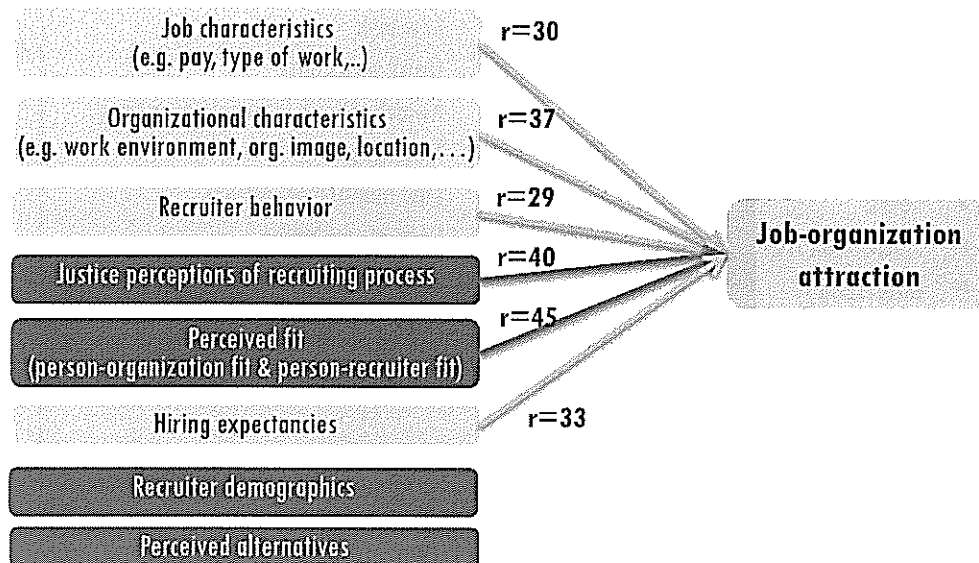 Job characteristics
(e.g. pay, type of work,..)
r=30
Organizational characteristics
(e.g. work environment, org. image, location,...)
r=37
Recruiter behavior
r=29
Justice perceptions of recruiting process
r=40
Perceived fit
(person-organization fit & person-recruiter fit)
r=45
Hiring expectancies
r=33
Recruiter demographics
Perceived alternatives
Job-organization
attraction